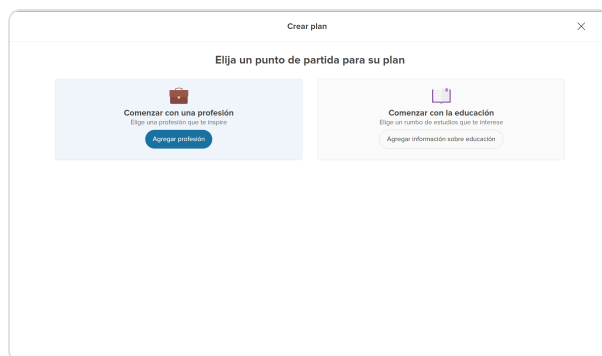 Crear plan
Elija un punto de partida para su plan
Comenzar con una profesión
Elige una profesión que te inspire
Agregar profesión
Comenzar con la educación
Elige un rumbo de estudios que te interese
Agregar información sobre educación